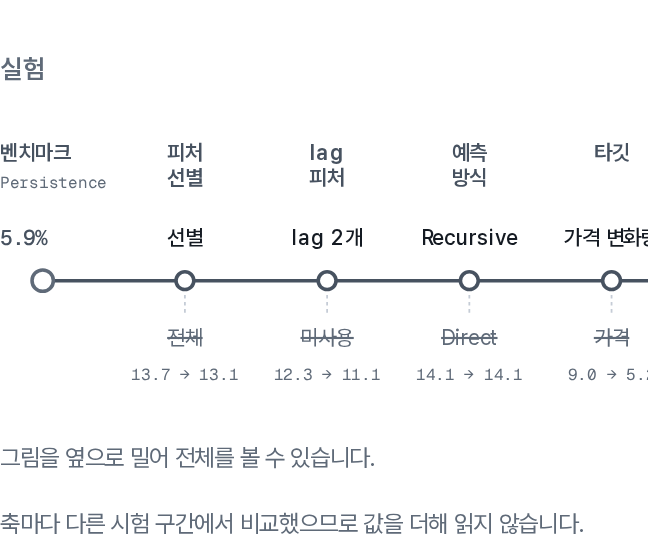 실험
벤치마크
Persistence
피처
선별
lag
피처
예측
방식
타깃
5.9%
선별
lag 2개
Recursive
가격
전체
미사용
Direct
가격
13.7 → 13.1
12.3 → 11.1
14.1 → 14.1
9.0 →
그림을 옆으로 밀어 전체를 볼 수 있습니다.
축마다 다른 시험 구간에서 비교했으므로 값을 더해 읽지 않습니다.